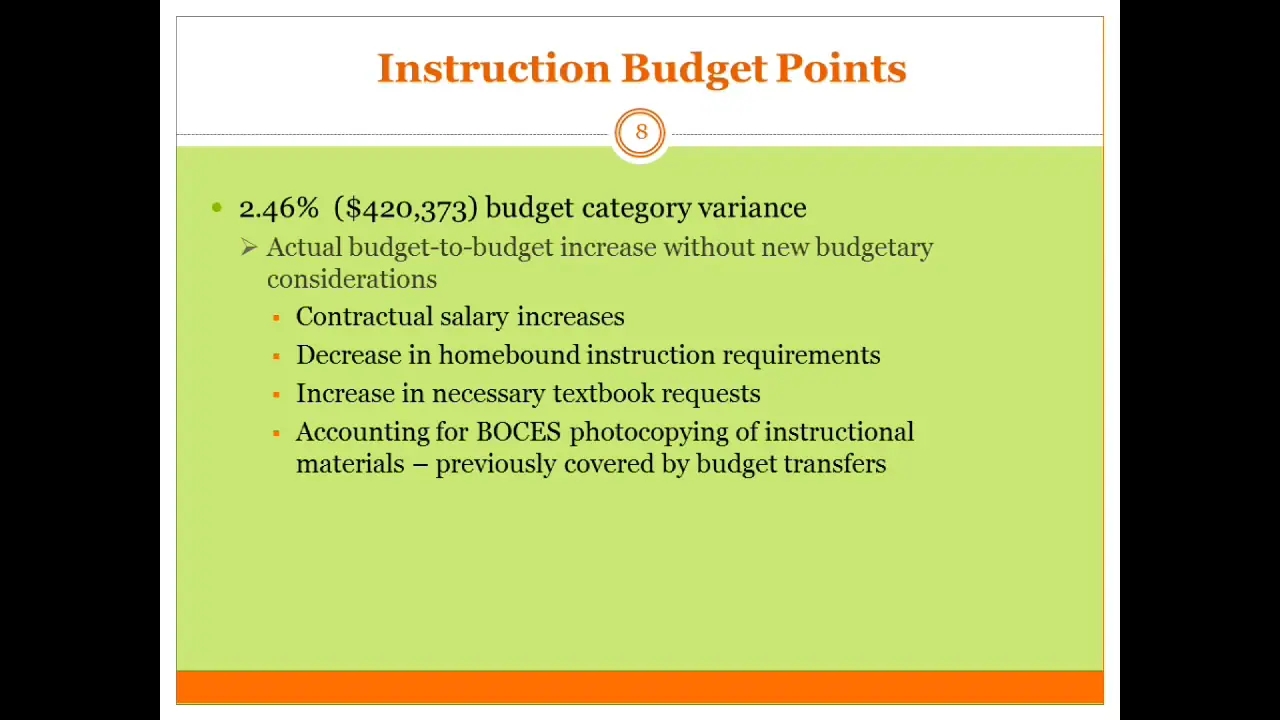 Instruction Budget Points
8
• 2.46% ($420,373) budget category variance
➢ Actual budget-to-budget increase without new budgetary
considerations
▪ Contractual salary increases
▪ Decrease in homebound instruction requirements
▪ Increase in necessary textbook requests
▪ Accounting for BOCES photocopying of instructional
materials – previously covered by budget transfers